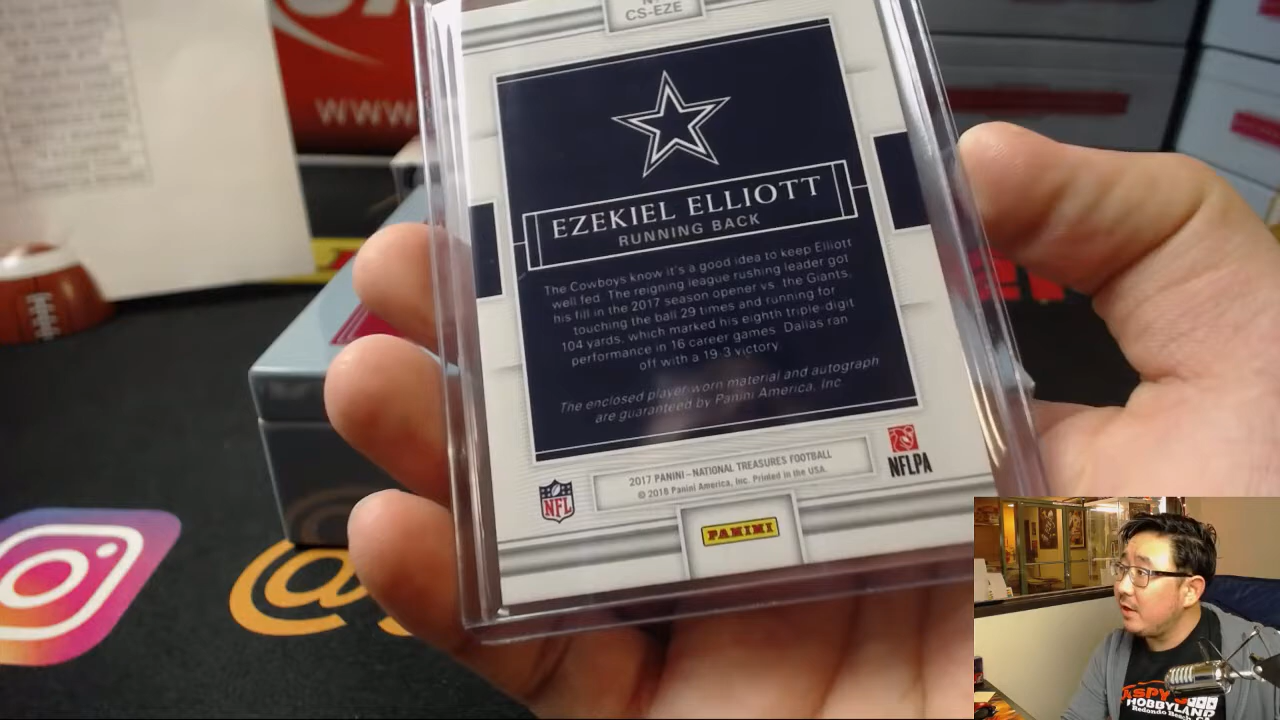 CS-EZE
WWW
EZEKIEL ELLIOTT
RUNNING BACK
The Cowboys know it's a good idea to keep Elliott
well fed. The reigning league rushing leader got
his fill in the 2017 season opener vs. the Giants,
touching the ball 29 times and running for
104 yards, which marked his eighth triple-digit
performance in 16 career games. Dallas ran
off with a 19-3 victory.
The enclosed player-worn material and autograph
are guaranteed by Panini America, Inc.
2017 PANINI – NATIONAL TREASURES FOOTBALL
© 2018 Panini America, Inc. Printed in the USA.
NFL
NFLPA
PANINI
@
HOBBYLAND